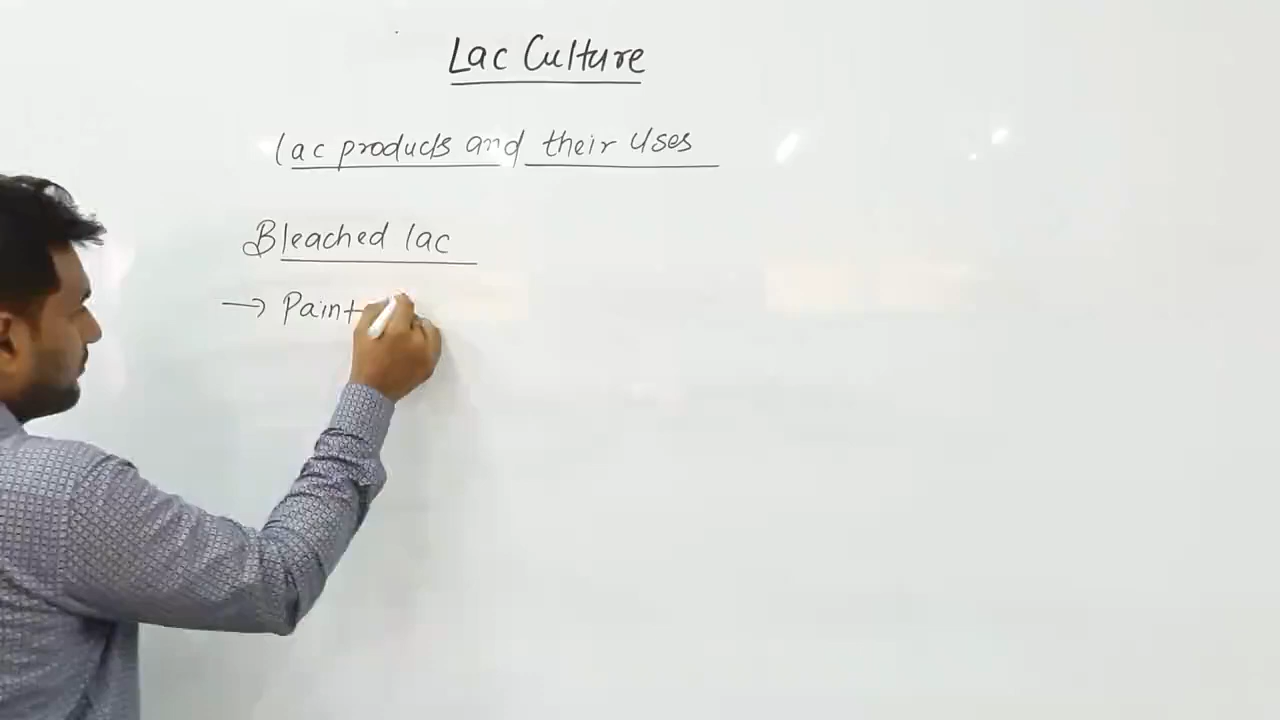 Lac Culture
Lac products and their Uses
Bleached lac
→ Paint